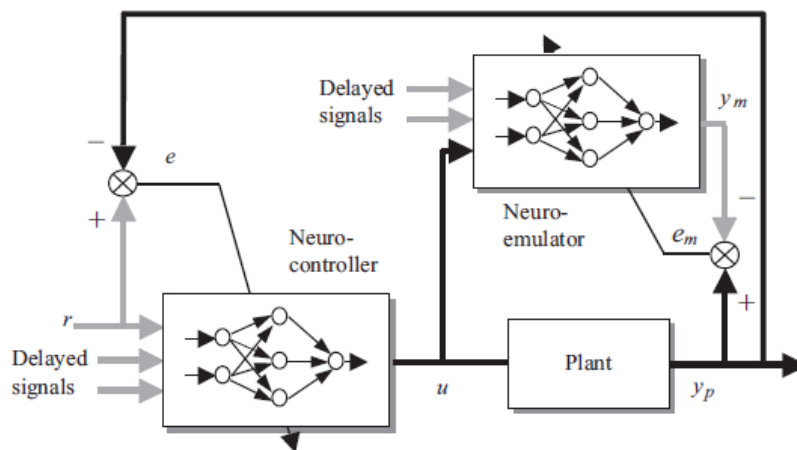 Delayed
signals
y_m
−
e
+
Neuro-
emulator
e_m
−
Neuro-
controller
+
r
Delayed
signals
u
Plant
y_p